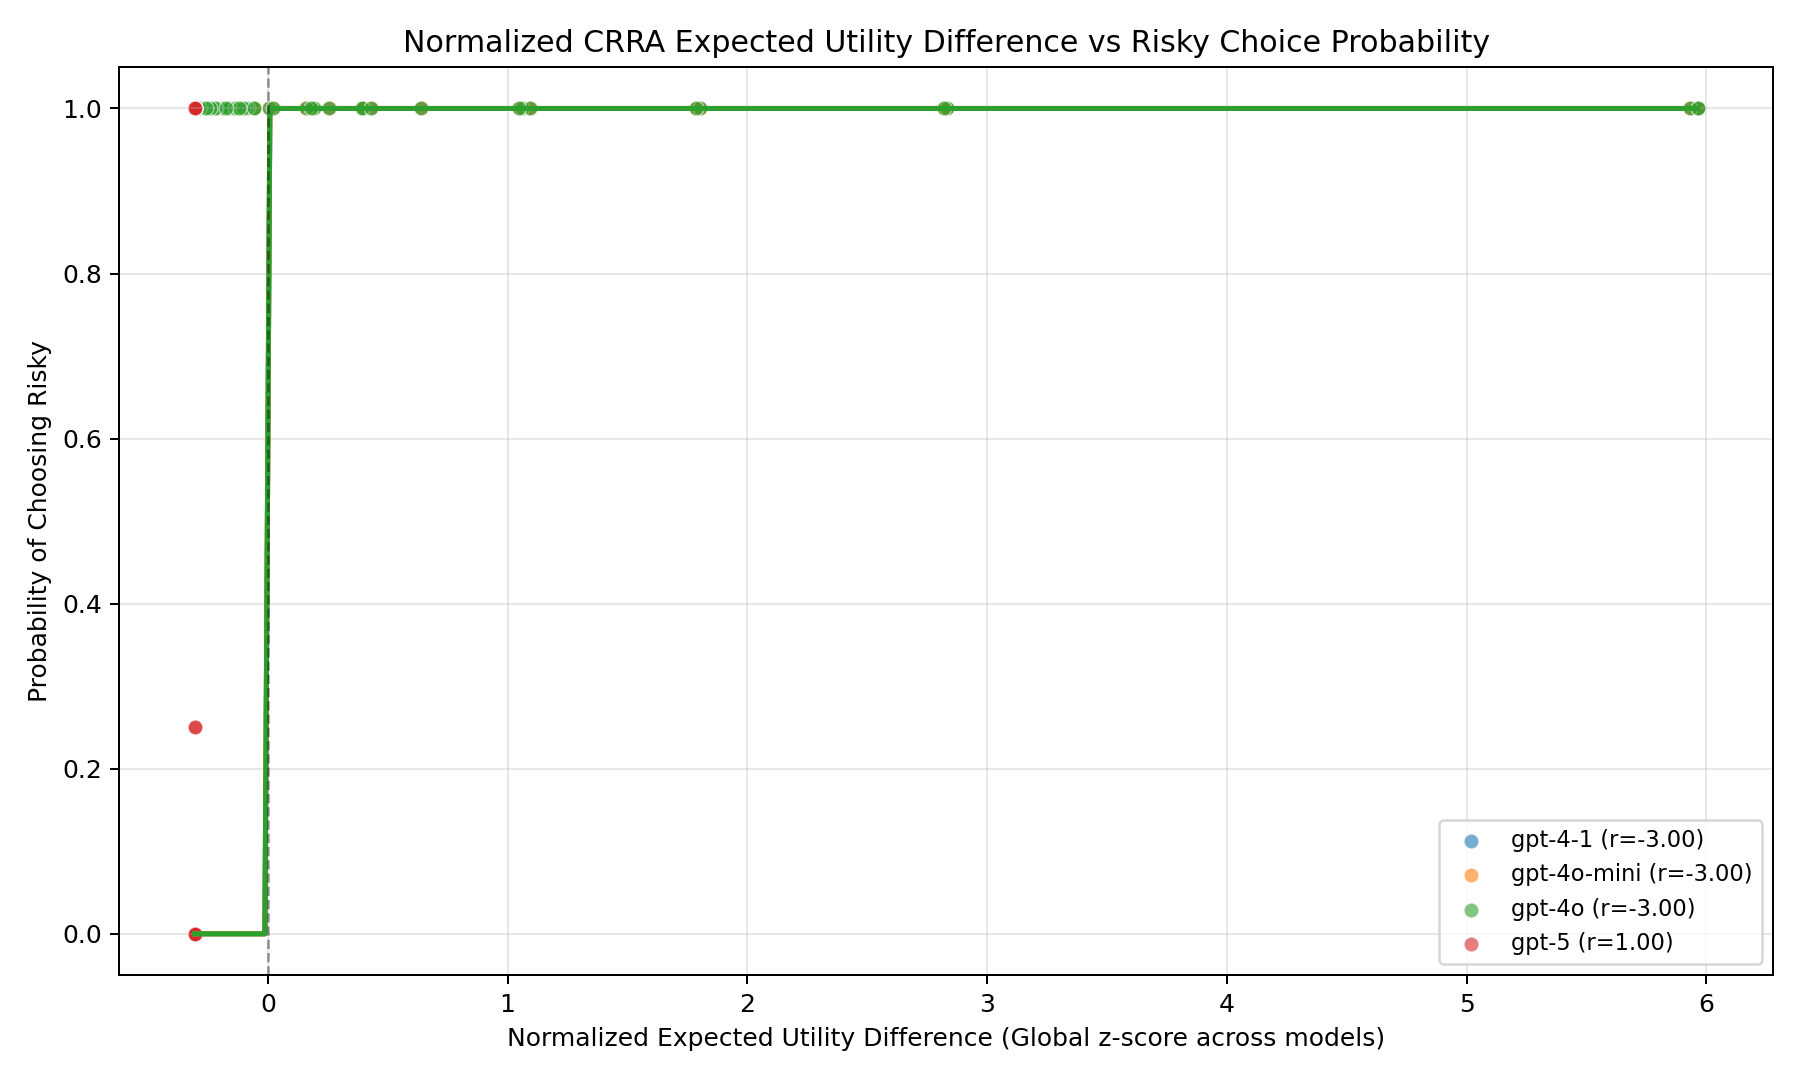 Normalized CRRA Expected Utility Difference vs Risky Choice Probability
Probability of Choosing Risky
1.0
0.8
0.6
0.4
0.2
0.0
0 1 2 3 4 5 6
Normalized Expected Utility Difference (Global z-score across models)
gpt-4-1 (r=-3.00)
gpt-4o-mini (r=-3.00)
gpt-4o (r=-3.00)
gpt-5 (r=1.00)